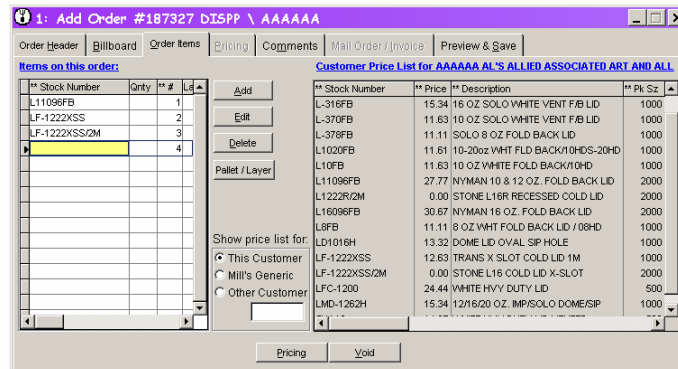 1: Add Order #187327 DISPP \ AAAAAA
Order Header Billboard Order Items Pricing Comments Mail Order / Invoice Preview & Save
Items on this order:
** Stock Number Qnty ** # La
L11096FB 1
LF-1222XSS 2
LF-1222XSS/2M 3
4
Add
Edit
Delete
Pallet / Layer
Show price list for:
This Customer
Mill's Generic
Other Customer
Customer Price List for AAAAAA AL'S ALLIED ASSOCIATED ART AND ALL
** Stock Number ** Price ** Description ** Pk Sz
L-316FB 15.34 16 OZ SOLO WHITE VENT F/B LID 1000
L-370FB 11.63 10 OZ SOLO WHITE VENT F/B LID 1000
L-378FB 11.11 SOLO 8 OZ FOLD BACK LID 1000
L1020FB 11.61 10-20oz WHT FLD BACK/10HDS-20HD 1000
L10FB 11.63 10 OZ WHITE FOLD BACK/10HD 1000
L11096FB 27.77 NYMAN 10 & 12 OZ. FOLD BACK LID 2000
L1222R/2M 0.00 STONE L16R RECESSED COLD LID 2000
L16096FB 30.67 NYMAN 16 OZ. FOLD BACK LID 2000
L8FB 11.11 8 OZ WHT FOLD BACK LID / 08HD 1000
LD1016H 13.32 DOME LID OVAL SIP HOLE 1000
LF-1222XSS 12.63 TRANS X SLOT COLD LID 1M 1000
LF-1222XSS/2M 0.00 STONE L16 COLD LID X-SLOT 2000
LFC-1200 24.44 WHITE HVY DUTY LID 500
LMD-1262H 15.34 12/16/20 OZ. IMP/SOLO DOME/SIP 1000
Pricing Void